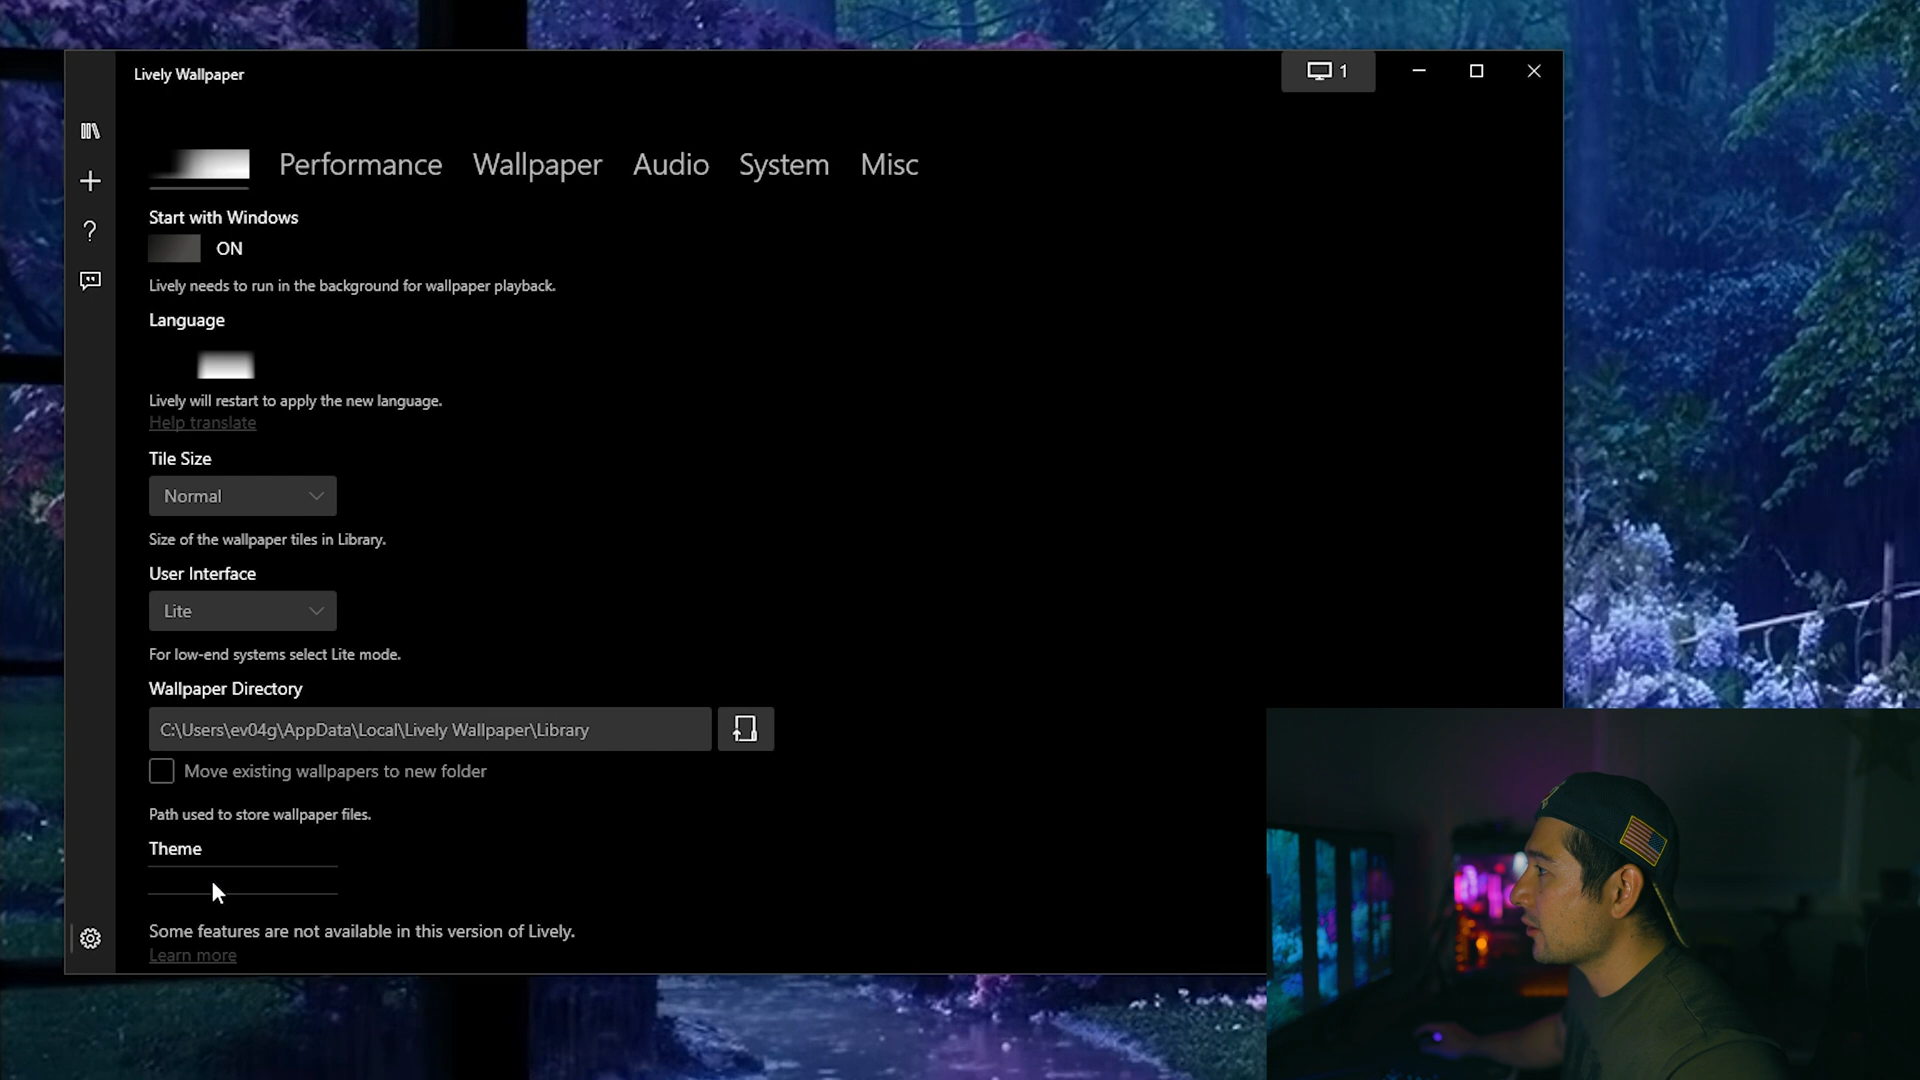 Lively Wallpaper
1
Performance Wallpaper Audio System Misc
Start with Windows
ON
Lively needs to run in the background for wallpaper playback.
Language
Lively will restart to apply the new language.
Help translate
Tile Size
Normal
Size of the wallpaper tiles in Library.
User Interface
Lite
For low-end systems select Lite mode.
Wallpaper Directory
C:\Users\ev04g\AppData\Local\Lively Wallpaper\Library
Move existing wallpapers to new folder
Path used to store wallpaper files.
Theme
Some features are not available in this version of Lively.
Learn more